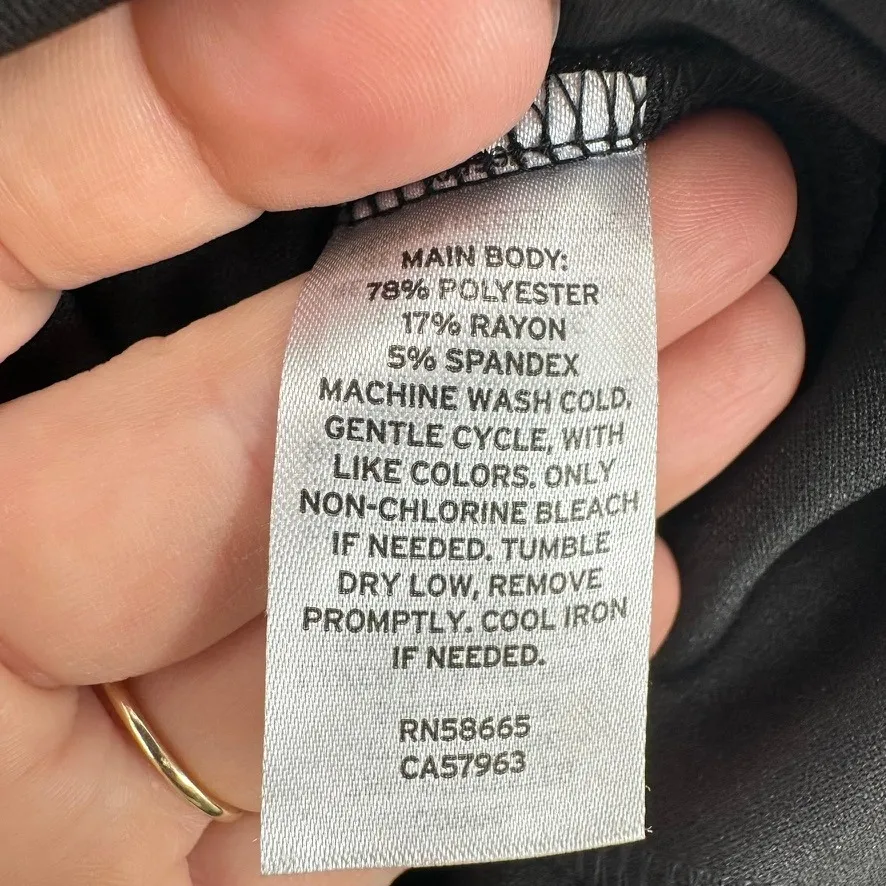 MAIN BODY:
78% POLYESTER
17% RAYON
5% SPANDEX
MACHINE WASH COLD.
GENTLE CYCLE, WITH
LIKE COLORS. ONLY
NON-CHLORINE BLEACH
IF NEEDED. TUMBLE
DRY LOW, REMOVE
PROMPTLY. COOL IRON
IF NEEDED.
RN58665
CA57963